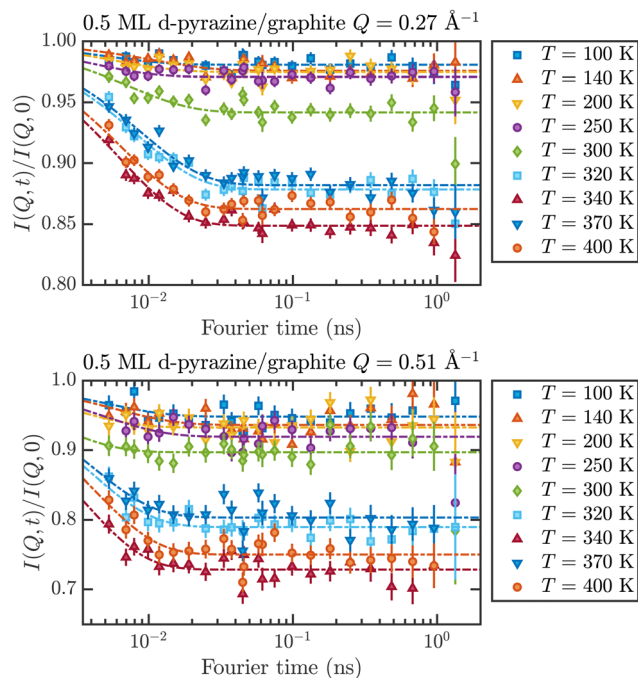 0.5 ML d-pyrazine/graphite Q = 0.27 Å⁻¹
1.00
0.95
0.90
0.85
0.80
I(Q,t)/I(Q,0)
10⁻²
10⁻¹
10⁰
Fourier time (ns)
T = 100 K
T = 140 K
T = 200 K
T = 250 K
T = 300 K
T = 320 K
T = 340 K
T = 370 K
T = 400 K
0.5 ML d-pyrazine/graphite Q = 0.51 Å⁻¹
1.0
0.9
0.8
0.7
I(Q,t)/I(Q,0)
10⁻²
10⁻¹
10⁰
Fourier time (ns)
T = 100 K
T = 140 K
T = 200 K
T = 250 K
T = 300 K
T = 320 K
T = 340 K
T = 370 K
T = 400 K